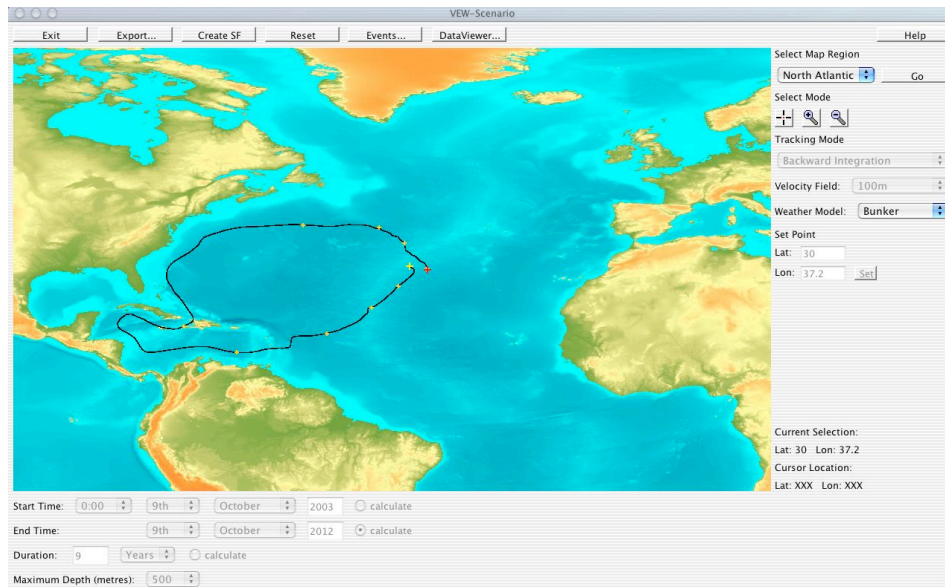 VEW-Scenario
Exit Export... Create SF Reset Events... DataViewer... Help
Select Map Region
North Atlantic Go
Select Mode
Tracking Mode
Backward Integration
Velocity Field: 100m
Weather Model: Bunker
Set Point
Lat: 30
Lon: 37.2 Set
Current Selection:
Lat: 30 Lon: 37.2
Cursor Location:
Lat: XXX Lon: XXX
Start Time: 0:00 9th October 2003 calculate
End Time: 9th October 2012 calculate
Duration: 9 Years calculate
Maximum Depth (metres): 500